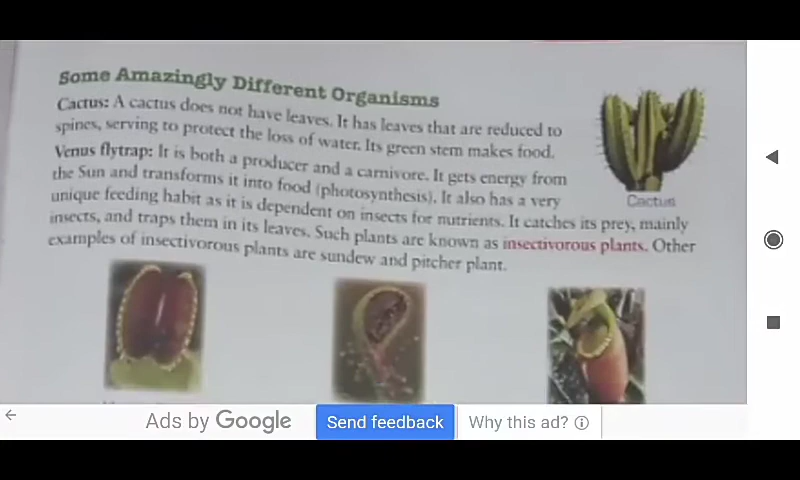 Some Amazingly Different Organisms
Cactus: A cactus does not have leaves. It has leaves that are reduced to
spines, serving to protect the loss of water. Its green stem makes food.
Venus flytrap: It is both a producer and a carnivore. It gets energy from
the Sun and transforms it into food (photosynthesis). It also has a very
unique feeding habit as it is dependent on insects for nutrients. It catches its prey, mainly
insects, and traps them in its leaves. Such plants are known as insectivorous plants. Other
examples of insectivorous plants are sundew and pitcher plant.
Cactus
Ads by Google
Send feedback
Why this ad?